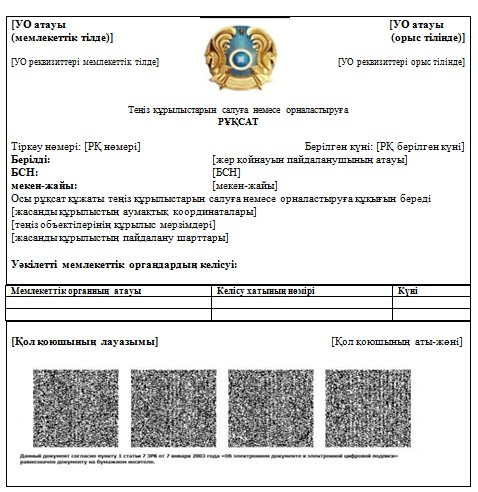 [УО атауы [УО атауы
(мемлекеттік тілде)] (орыс тілінде)]
[УО реквизиттері мемлекеттік тілде] [УО реквизиттері орыс тілінде]
Теңіз құрылыстарын салуға немесе орналастыруға
РҰҚСАТ
Тіркеу нөмері: [РҚ нөмері] Берілген күні: [РҚ берілген күні]
Берілді: [жер қойнауын пайдаланушының атауы]
БСН: [БСН]
мекен-жайы: [мекен-жайы]
Осы рұқсат құжаты теңіз құрылыстарын салуға немесе орналастыру құқығын береді
[жасанды құрылыстың аумақтық координаталары]
[теңіз объектілерінің құрылыс мерзімдері]
[жасанды құрылыстың пайдалану шарттары]
Уәкілетті мемлекеттік органдардың келісуі:
Мемлекеттік органның атауы Келісу хатының нөмірі Күні
[Қол қоюшының лауазымы] [Қол қоюшының аты-жөні]
Данный документ согласно пункту 1 статьи 7 ЗРК от 7 января 2003 года «Об электронном документе и электронной цифровой подписи»
равнозначен документу на бумажном носителе.